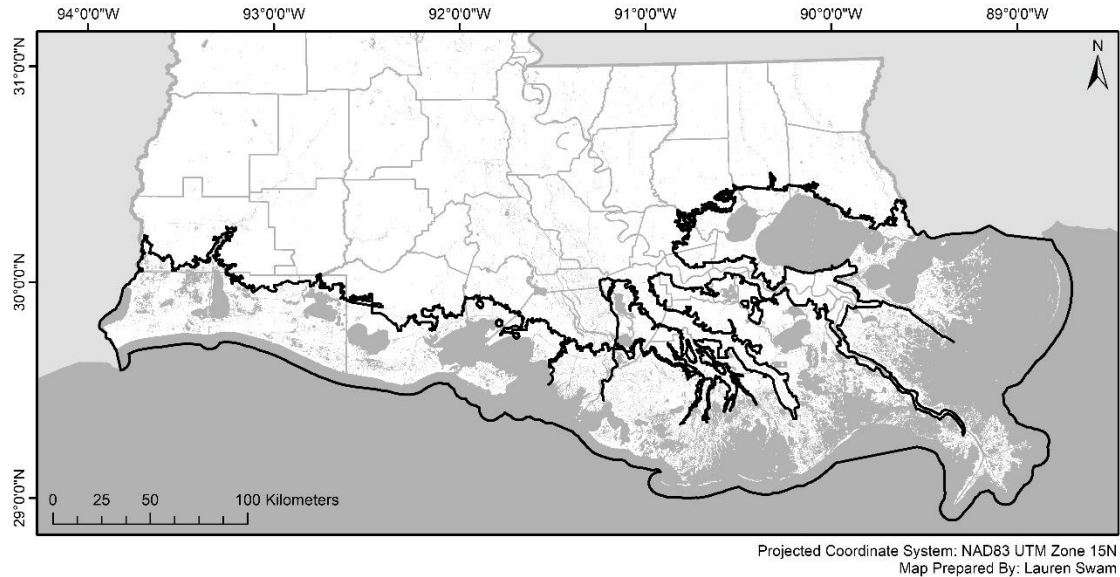 94°0'0"W 93°0'0"W 92°0'0"W 91°0'0"W 90°0'0"W 89°0'0"W
31°0'0"N
N
30°0'0"N
29°0'0"N
0 25 50 100 Kilometers
Projected Coordinate System: NAD83 UTM Zone 15N
Map Prepared By: Lauren Swam